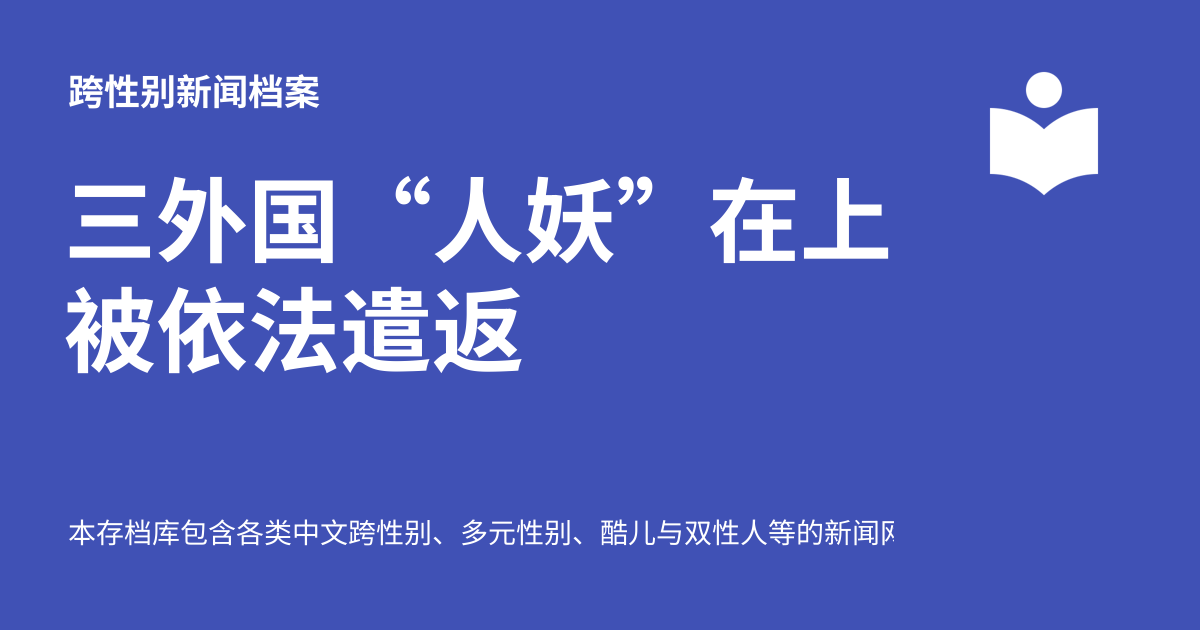 跨性别新闻档案
三外国“人妖”在上
被依法遣返
本存档库包含各类中文跨性别、多元性别、酷儿与双性人等的新闻网